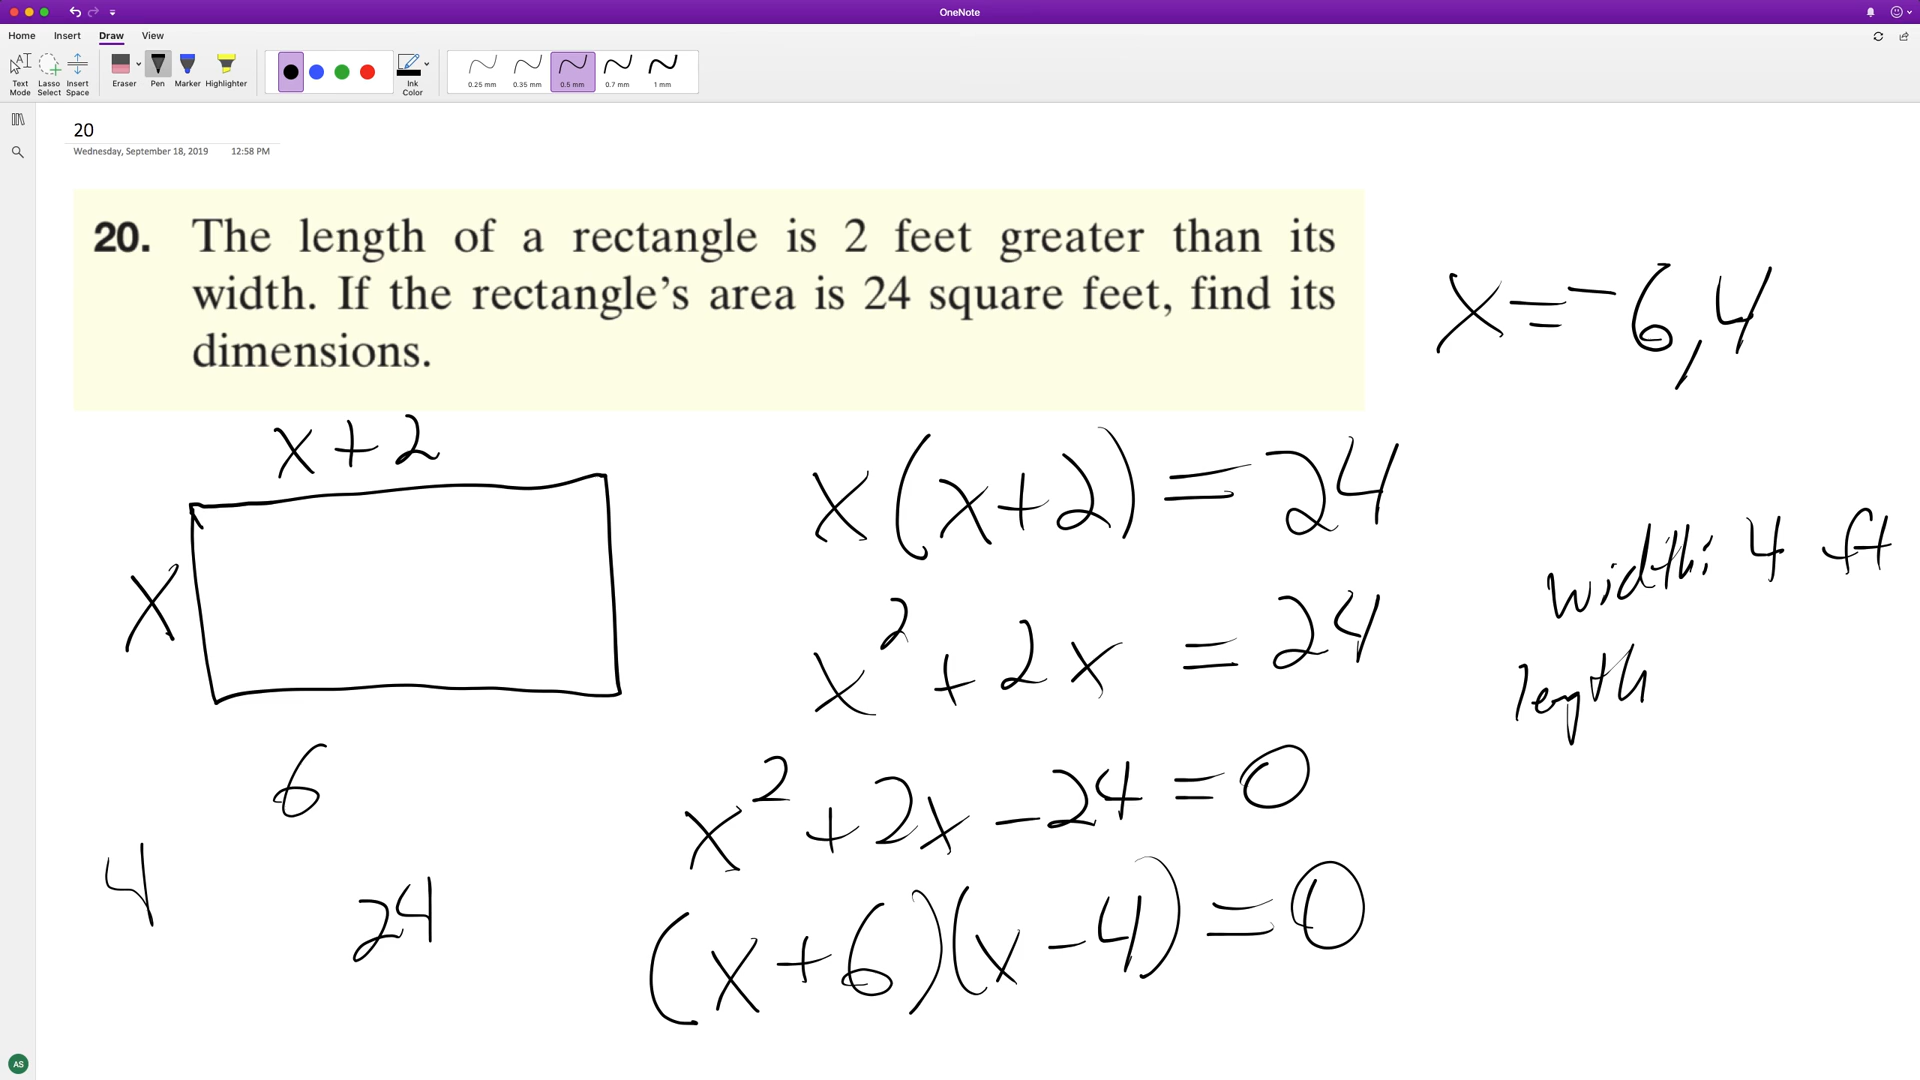 OneNote
Home Insert Draw View
Text Mode
Lasso Select
Insert Space
Eraser
Pen
Marker
Highlighter
Ink Color
0.25 mm
0.35 mm
0.5 mm
0.7 mm
1 mm
20
Wednesday, September 18, 2019 12:58 PM
20. The length of a rectangle is 2 feet greater than its
width. If the rectangle's area is 24 square feet, find its
dimensions.
x = -6, 4
x + 2
x
6
4
24
x(x+2) = 24
x² + 2x = 24
x² + 2x - 24 = 0
(x+6)(x-4) = 0
width: 4 ft
length
AS